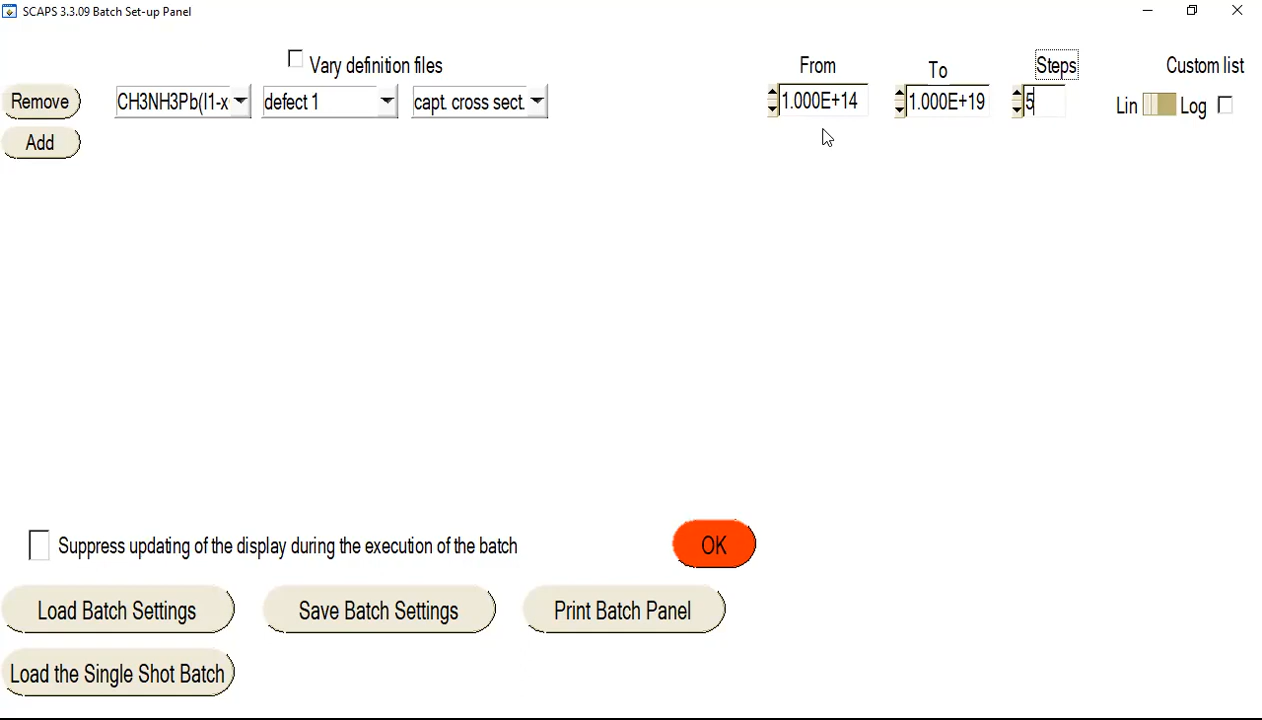 SCAPS 3.3.09 Batch Set-up Panel
Vary definition files
From
To
Steps
Custom list
Remove
CH3NH3Pb(I1-x
defect 1
capt. cross sect.
1.000E+14
1.000E+19
5
Lin
Log
Add
Suppress updating of the display during the execution of the batch
OK
Load Batch Settings
Save Batch Settings
Print Batch Panel
Load the Single Shot Batch